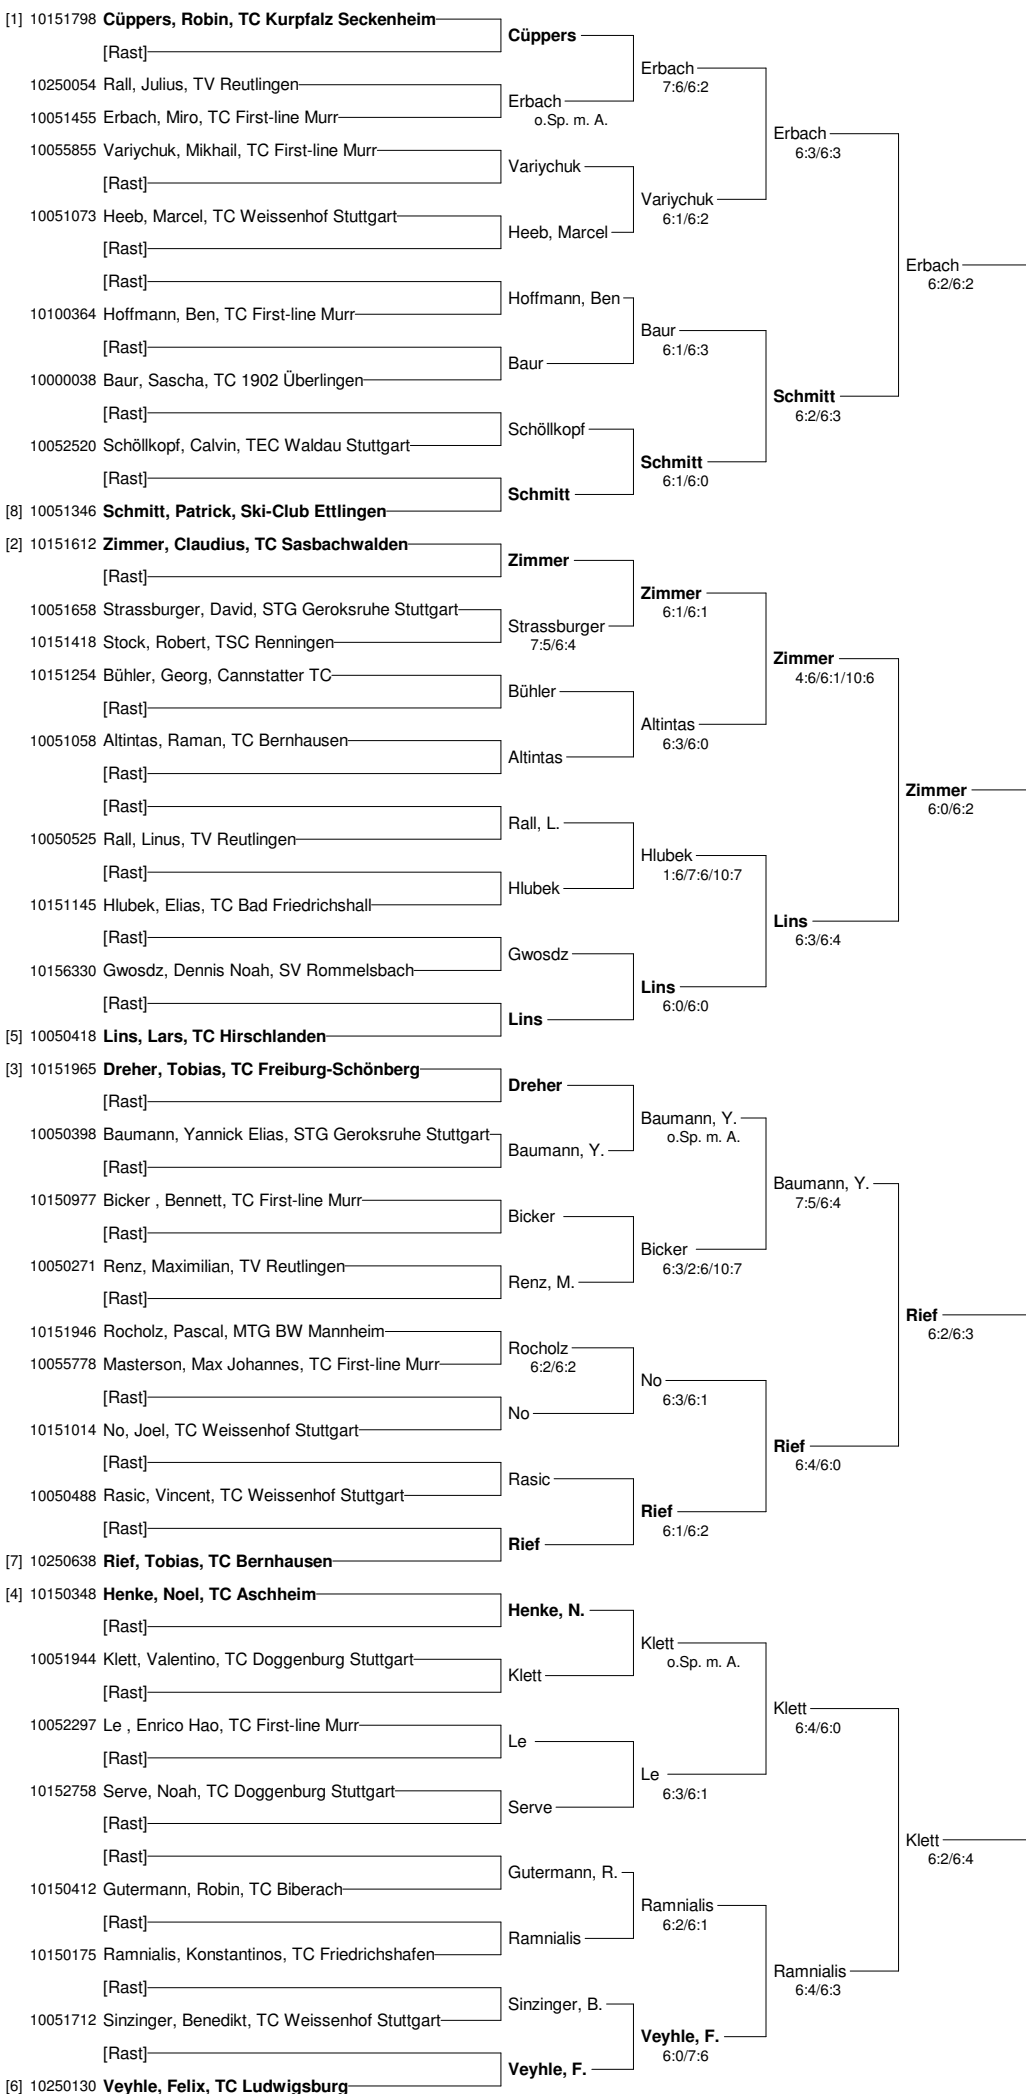 [1] 10151798 Cüppers, Robin, TC Kurpfalz Seckenheim
Cüppers
[Rast]
Erbach
7:6/6:2
10250054 Rall, Julius, TV Reutlingen
Erbach
o.Sp. m. A.
10051455 Erbach, Miro, TC First-line Murr
Erbach
6:3/6:3
10055855 Variychuk, Mikhail, TC First-line Murr
Variychuk
[Rast]
Variychuk
6:1/6:2
10051073 Heeb, Marcel, TC Weissenhof Stuttgart
Heeb, Marcel
[Rast]
Erbach
6:2/6:2
[Rast]
Hoffmann, Ben
10100364 Hoffmann, Ben, TC First-line Murr
Baur
6:1/6:3
[Rast]
Baur
10000038 Baur, Sascha, TC 1902 Überlingen
Schmitt
6:2/6:3
[Rast]
Schöllkopf
10052520 Schöllkopf, Calvin, TEC Waldau Stuttgart
Schmitt
6:1/6:0
[Rast]
Schmitt
[8] 10051346 Schmitt, Patrick, Ski-Club Ettlingen
[2] 10151612 Zimmer, Claudius, TC Sasbachwalden
Zimmer
[Rast]
Zimmer
6:1/6:1
10051658 Strassburger, David, STG Geroksruhe Stuttgart
Strassburger
7:5/6:4
10151418 Stock, Robert, TSC Renningen
Zimmer
4:6/6:1/10:6
10151254 Bühler, Georg, Cannstatter TC
Bühler
[Rast]
Altintas
6:3/6:0
10051058 Altintas, Raman, TC Bernhausen
Altintas
[Rast]
Zimmer
6:0/6:2
[Rast]
Rall, L.
10050525 Rall, Linus, TV Reutlingen
Hlubek
1:6/7:6/10:7
[Rast]
Hlubek
10151145 Hlubek, Elias, TC Bad Friedrichshall
Lins
6:3/6:4
[Rast]
Gwosdz
10156330 Gwosdz, Dennis Noah, SV Rommelsbach
Lins
6:0/6:0
[Rast]
Lins
[5] 10050418 Lins, Lars, TC Hirschlanden
[3] 10151965 Dreher, Tobias, TC Freiburg-Schönberg
Dreher
[Rast]
Baumann, Y.
o.Sp. m. A.
10050398 Baumann, Yannick Elias, STG Geroksruhe Stuttgart
Baumann, Y.
[Rast]
Baumann, Y.
7:5/6:4
10150977 Bicker , Bennett, TC First-line Murr
Bicker
[Rast]
Bicker
6:3/2:6/10:7
10050271 Renz, Maximilian, TV Reutlingen
Renz, M.
[Rast]
Rief
6:2/6:3
10151946 Rocholz, Pascal, MTG BW Mannheim
Rocholz
6:2/6:2
10055778 Masterson, Max Johannes, TC First-line Murr
No
6:3/6:1
[Rast]
No
10151014 No, Joel, TC Weissenhof Stuttgart
Rief
6:4/6:0
[Rast]
Rasic
10050488 Rasic, Vincent, TC Weissenhof Stuttgart
Rief
6:1/6:2
[Rast]
Rief
[7] 10250638 Rief, Tobias, TC Bernhausen
[4] 10150348 Henke, Noel, TC Aschheim
Henke, N.
[Rast]
Klett
o.Sp. m. A.
10051944 Klett, Valentino, TC Doggenburg Stuttgart
Klett
[Rast]
Klett
6:4/6:0
10052297 Le , Enrico Hao, TC First-line Murr
Le
[Rast]
Le
6:3/6:1
10152758 Serve, Noah, TC Doggenburg Stuttgart
Serve
[Rast]
Klett
6:2/6:4
[Rast]
Gutermann, R.
10150412 Gutermann, Robin, TC Biberach
Ramnialis
6:2/6:1
[Rast]
Ramnialis
10150175 Ramnialis, Konstantinos, TC Friedrichshafen
Ramnialis
6:4/6:3
[Rast]
Sinzinger, B.
10051712 Sinzinger, Benedikt, TC Weissenhof Stuttgart
Veyhle, F.
6:0/7:6
[Rast]
Veyhle, F.
[6] 10250130 Veyhle, Felix, TC Ludwigsburg